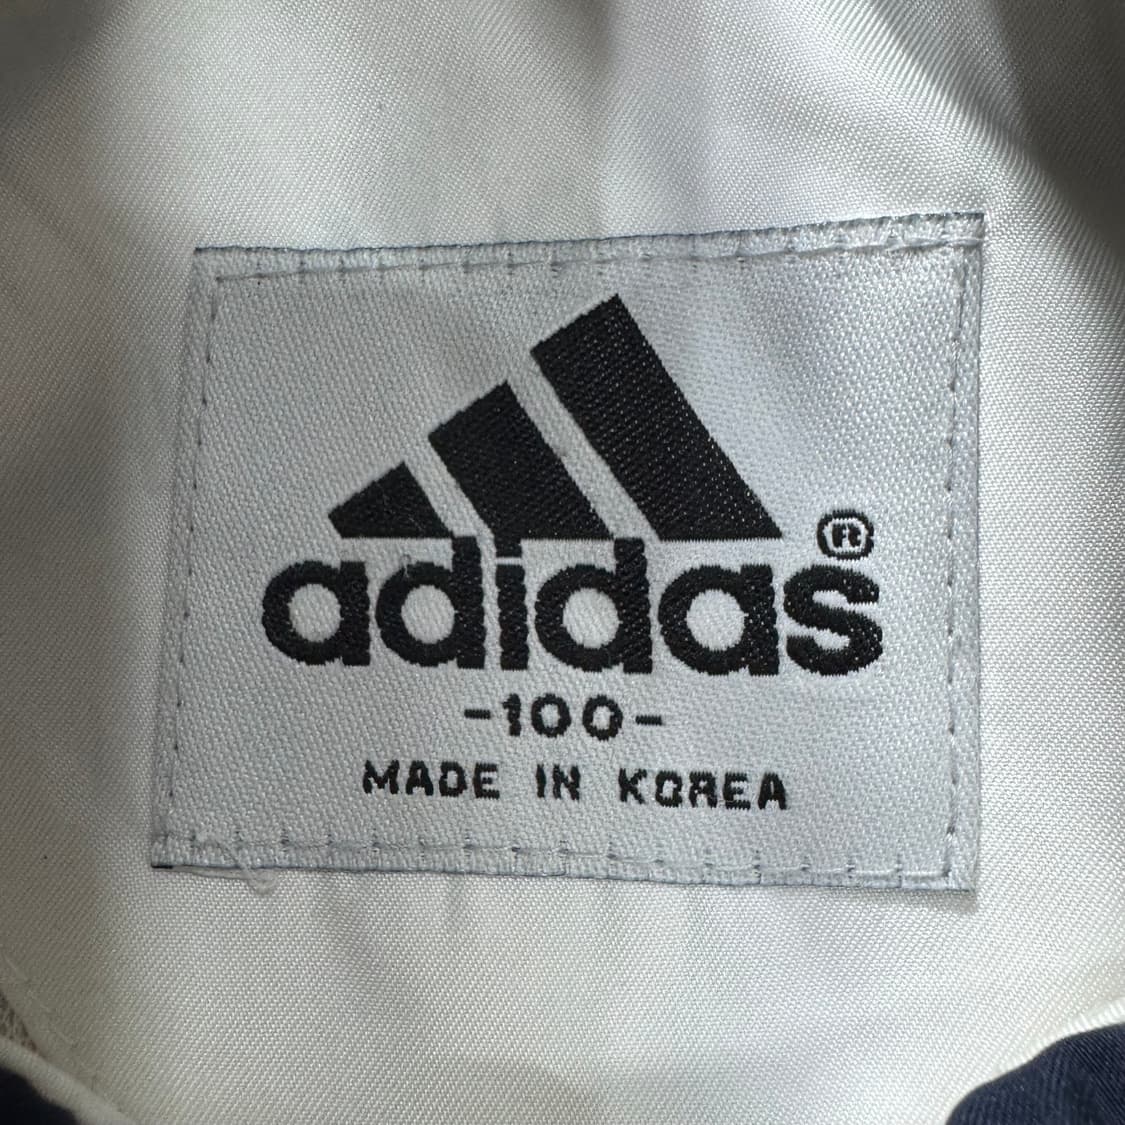 adidas®
-100-
MADE IN KOREA